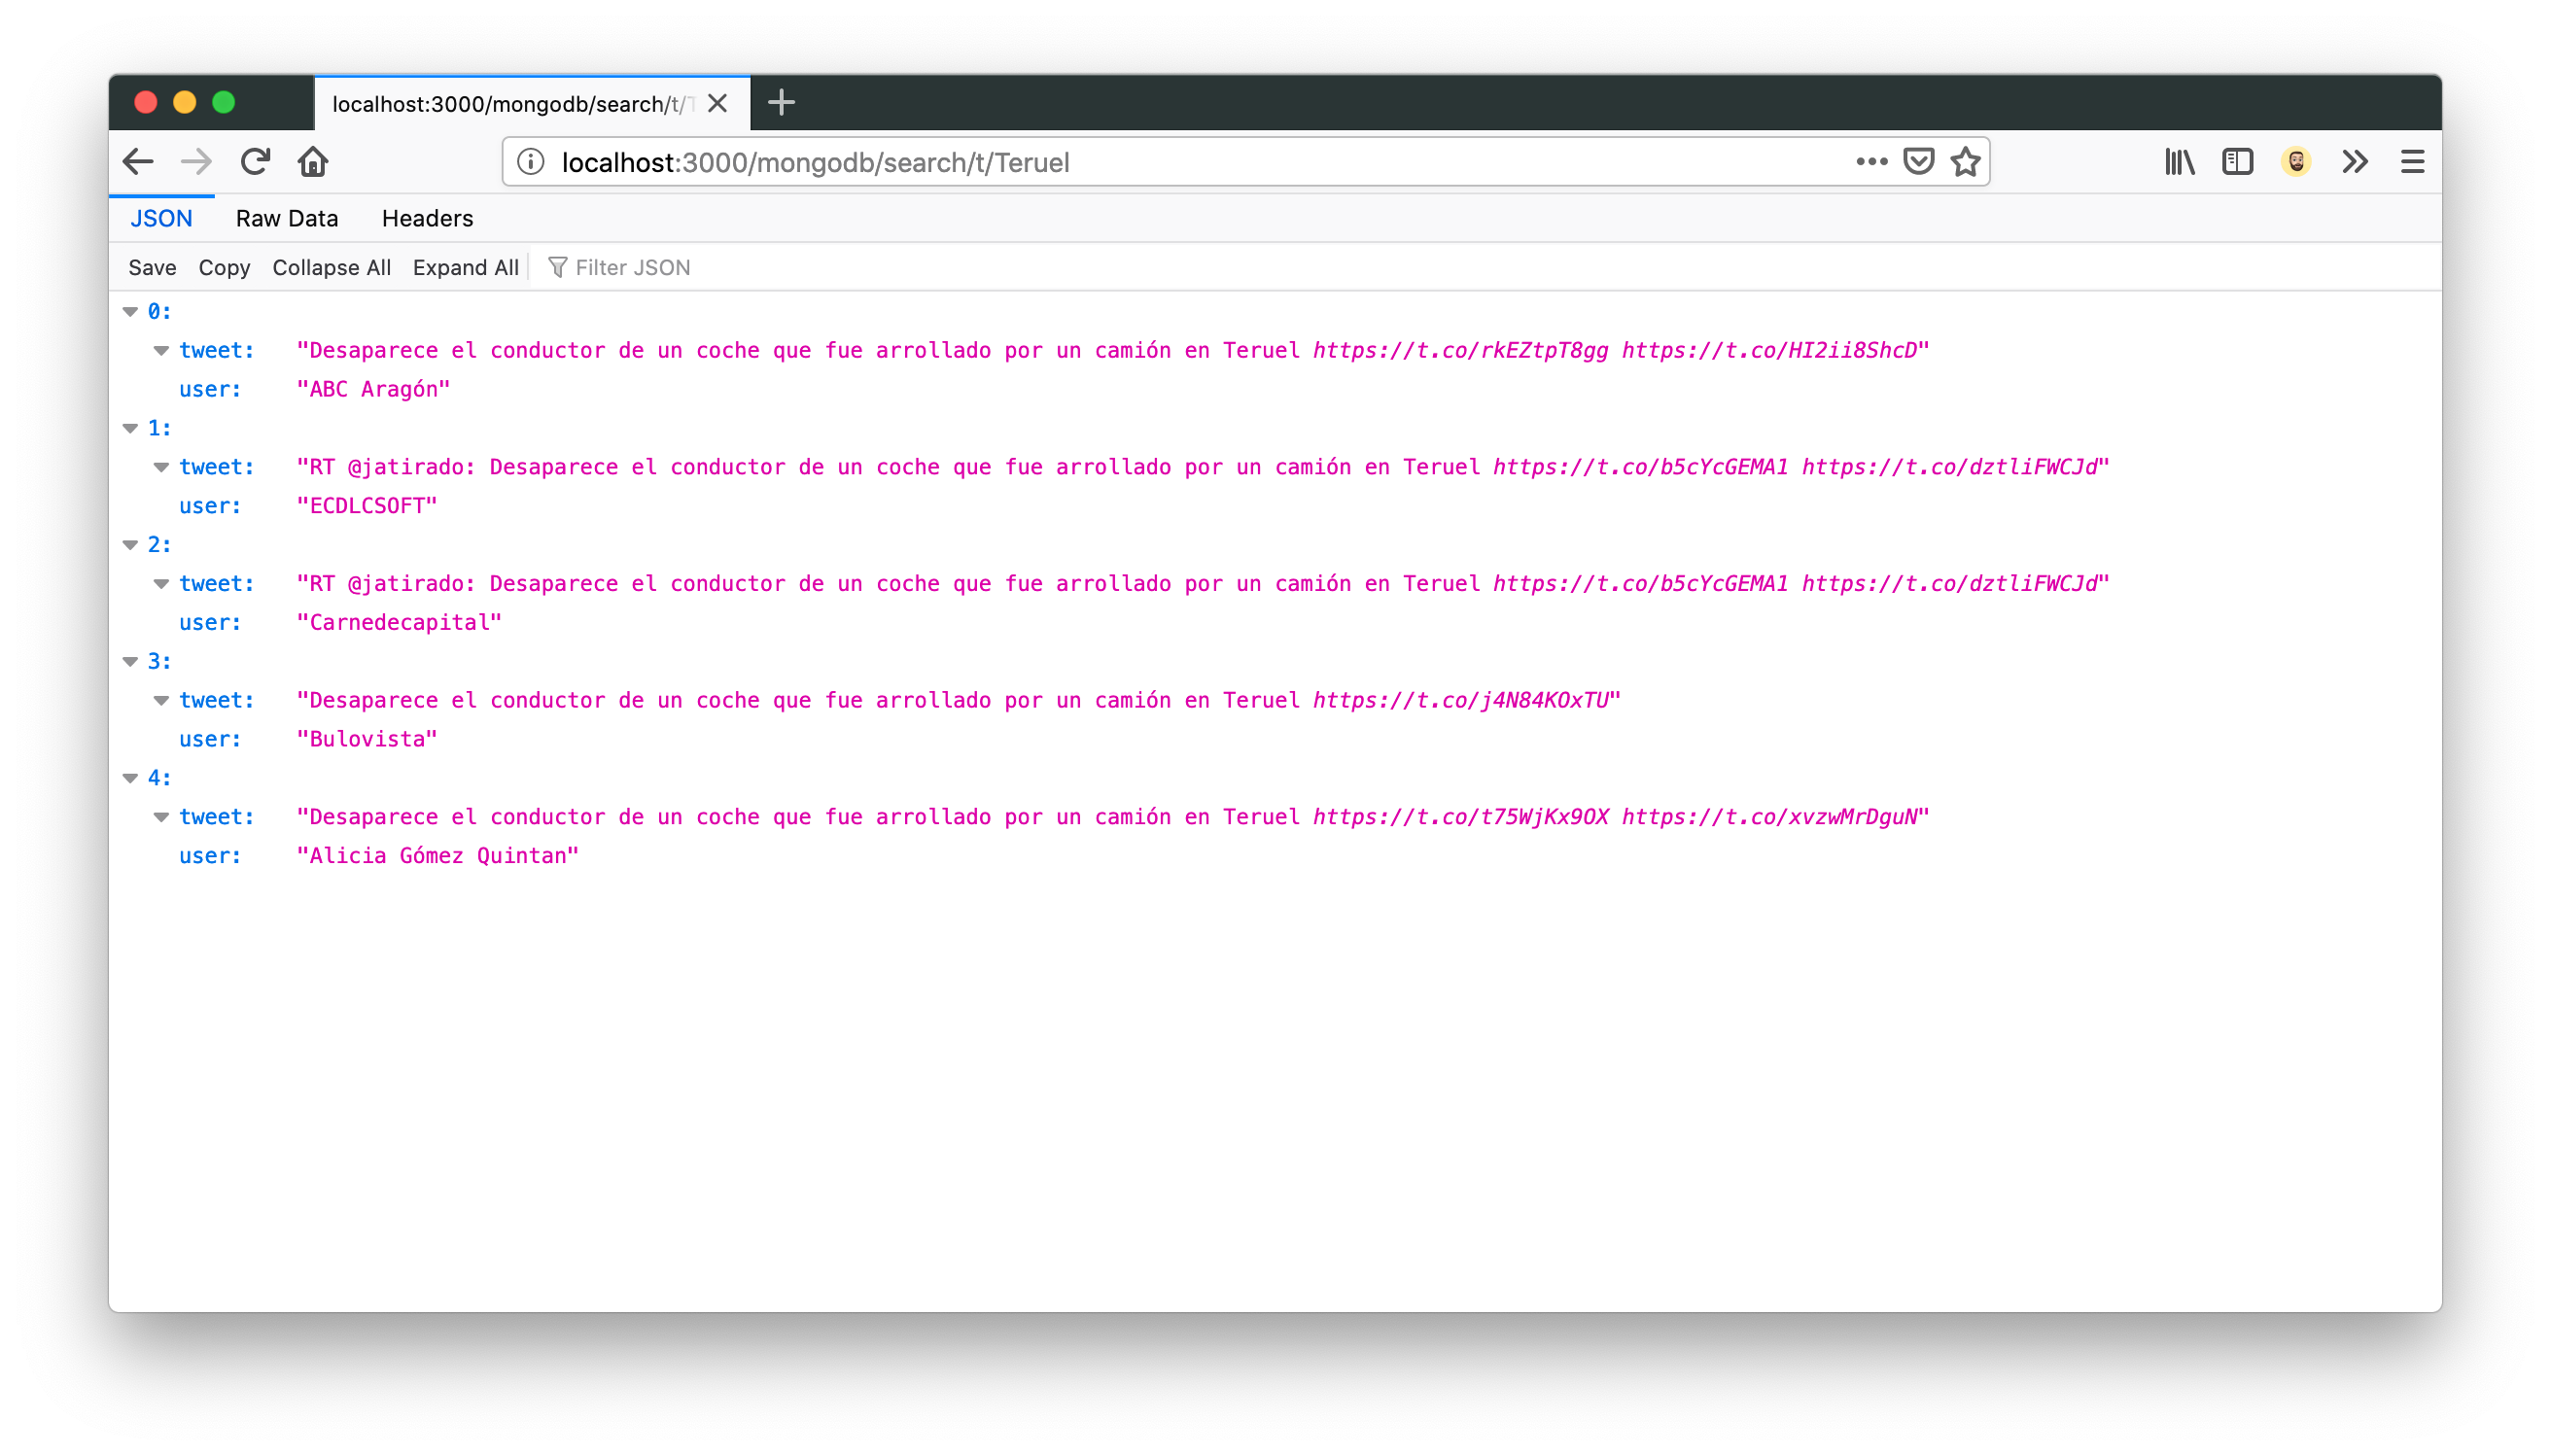 localhost:3000/mongodb/search/t/
localhost:3000/mongodb/search/t/Teruel
JSON Raw Data Headers
Save Copy Collapse All Expand All Filter JSON
0:
tweet: "Desaparece el conductor de un coche que fue arrollado por un camión en Teruel https://t.co/rkEZtpT8gg https://t.co/HI2ii8ShcD"
user: "ABC Aragón"
1:
tweet: "RT @jatirado: Desaparece el conductor de un coche que fue arrollado por un camión en Teruel https://t.co/b5cYcGEMA1 https://t.co/dztliFWCJd"
user: "ECDLCSOFT"
2:
tweet: "RT @jatirado: Desaparece el conductor de un coche que fue arrollado por un camión en Teruel https://t.co/b5cYcGEMA1 https://t.co/dztliFWCJd"
user: "Carnedecapital"
3:
tweet: "Desaparece el conductor de un coche que fue arrollado por un camión en Teruel https://t.co/j4N84KOxTU"
user: "Bulovista"
4:
tweet: "Desaparece el conductor de un coche que fue arrollado por un camión en Teruel https://t.co/t75WjKx9OX https://t.co/xvzwMrDguN"
user: "Alicia Gómez Quintan"